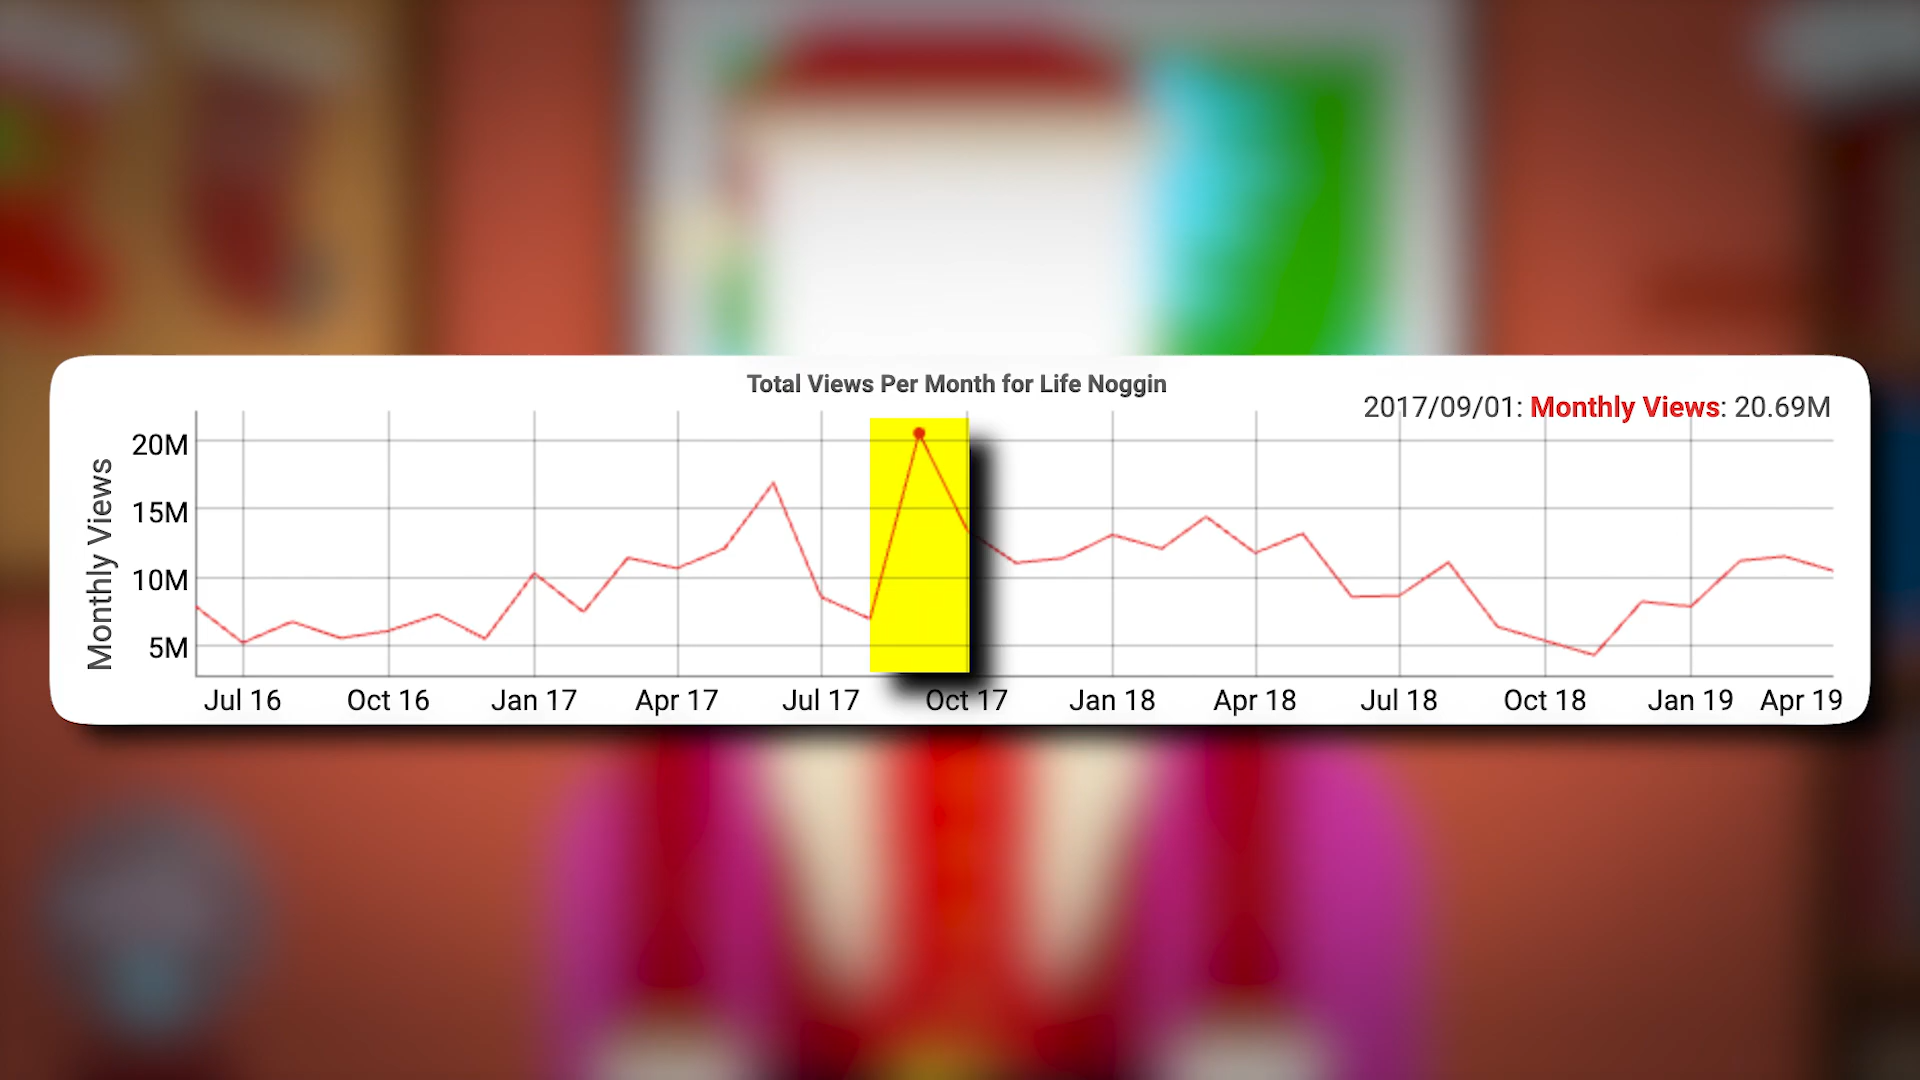 Total Views Per Month for Life Noggin
2017/09/01: Monthly Views: 20.69M
Monthly Views
20M
15M
10M
5M
Jul 16 Oct 16 Jan 17 Apr 17 Jul 17 Oct 17 Jan 18 Apr 18 Jul 18 Oct 18 Jan 19 Apr 19